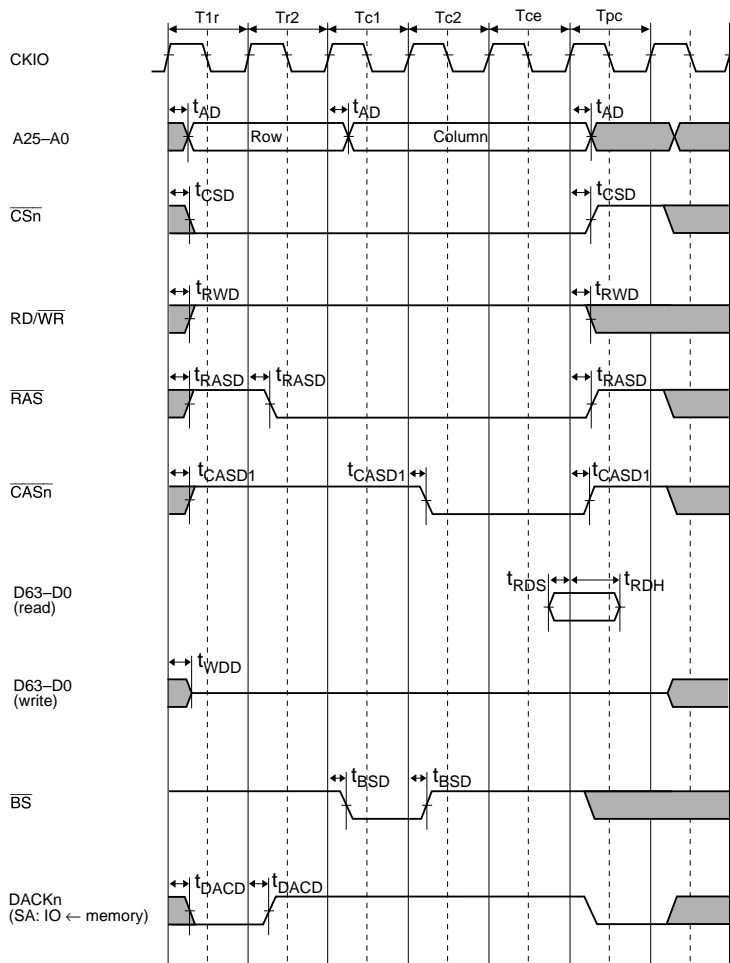 T1r Tr2 Tc1 Tc2 Tce Tpc
CKIO
tAD tAD tAD
A25–A0 Row Column
tCSD tCSD
CSn
tRWD tRWD
RD/WR
tRASD tRASD tRASD
RAS
tCASD1 tCASD1 tCASD1
CASn
tRDS tRDH
D63–D0
(read)
tWDD
D63–D0
(write)
tBSD tBSD
BS
tDACD tDACD
DACKn
(SA: IO ← memory)